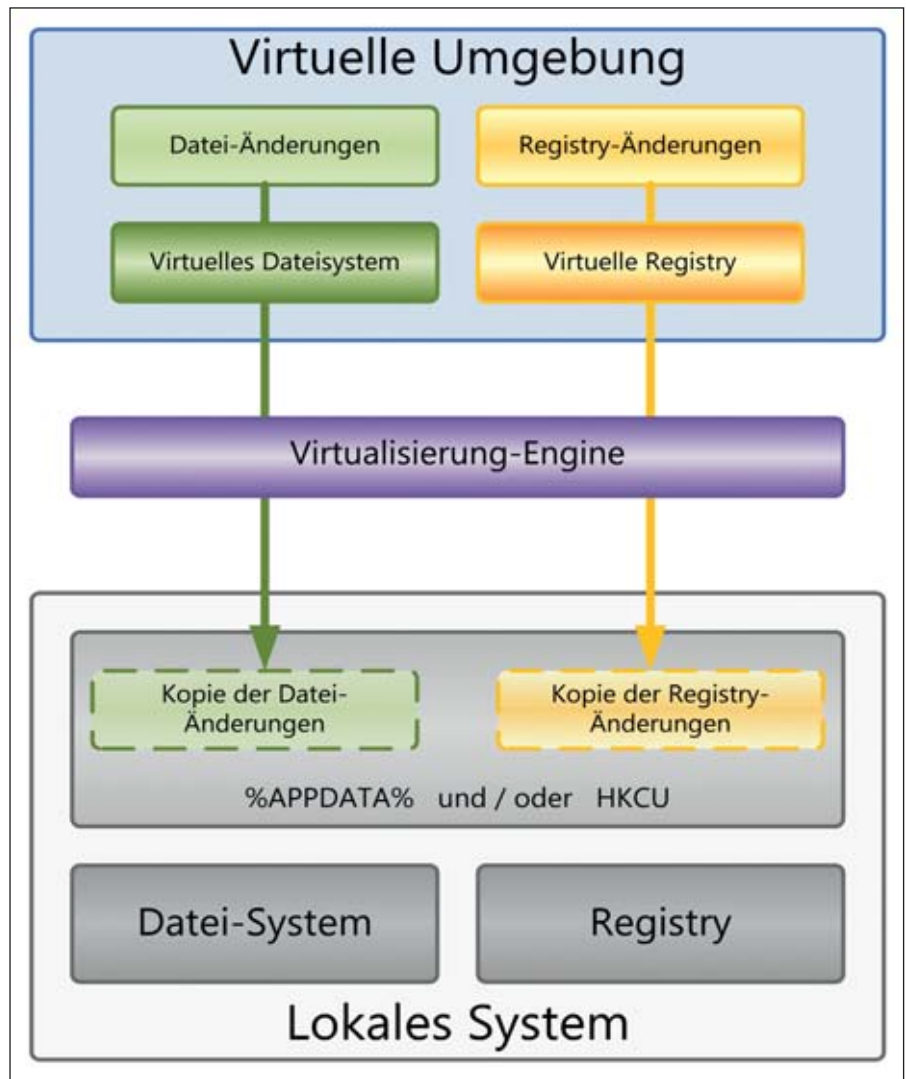 Virtuelle Umgebung
Datei-Änderungen
Registry-Änderungen
Virtuelles Dateisystem
Virtuelle Registry
Virtualisierung-Engine
Kopie der Datei-
Änderungen
Kopie der Registry-
Änderungen
%APPDATA% und / oder HKCU
Datei-System
Registry
Lokales System